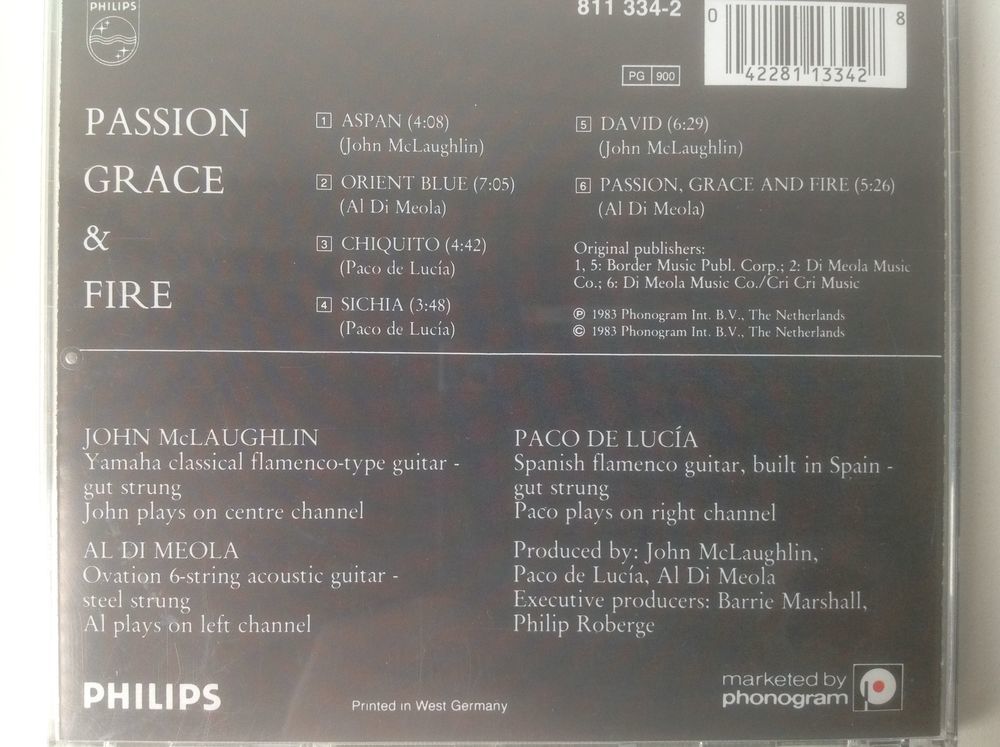 PHILIPS
811 334-2
0 42281 13342 8
PG 900
PASSION
GRACE
&
FIRE
1 ASPAN (4:08)
(John McLaughlin)
2 ORIENT BLUE (7:05)
(Al Di Meola)
3 CHIQUITO (4:42)
(Paco de Lucía)
4 SICHIA (3:48)
(Paco de Lucía)
5 DAVID (6:29)
(John McLaughlin)
6 PASSION, GRACE AND FIRE (5:26)
(Al Di Meola)
Original publishers:
1, 5: Border Music Publ. Corp.; 2: Di Meola Music
Co.; 6: Di Meola Music Co./Cri Cri Music
℗ 1983 Phonogram Int. B.V., The Netherlands
© 1983 Phonogram Int. B.V., The Netherlands
JOHN McLAUGHLIN
Yamaha classical flamenco-type guitar -
gut strung
John plays on centre channel
AL DI MEOLA
Ovation 6-string acoustic guitar -
steel strung
Al plays on left channel
PACO DE LUCÍA
Spanish flamenco guitar, built in Spain -
gut strung
Paco plays on right channel
Produced by: John McLaughlin,
Paco de Lucía, Al Di Meola
Executive producers: Barrie Marshall,
Philip Roberge
PHILIPS
Printed in West Germany
marketed by
phonogram